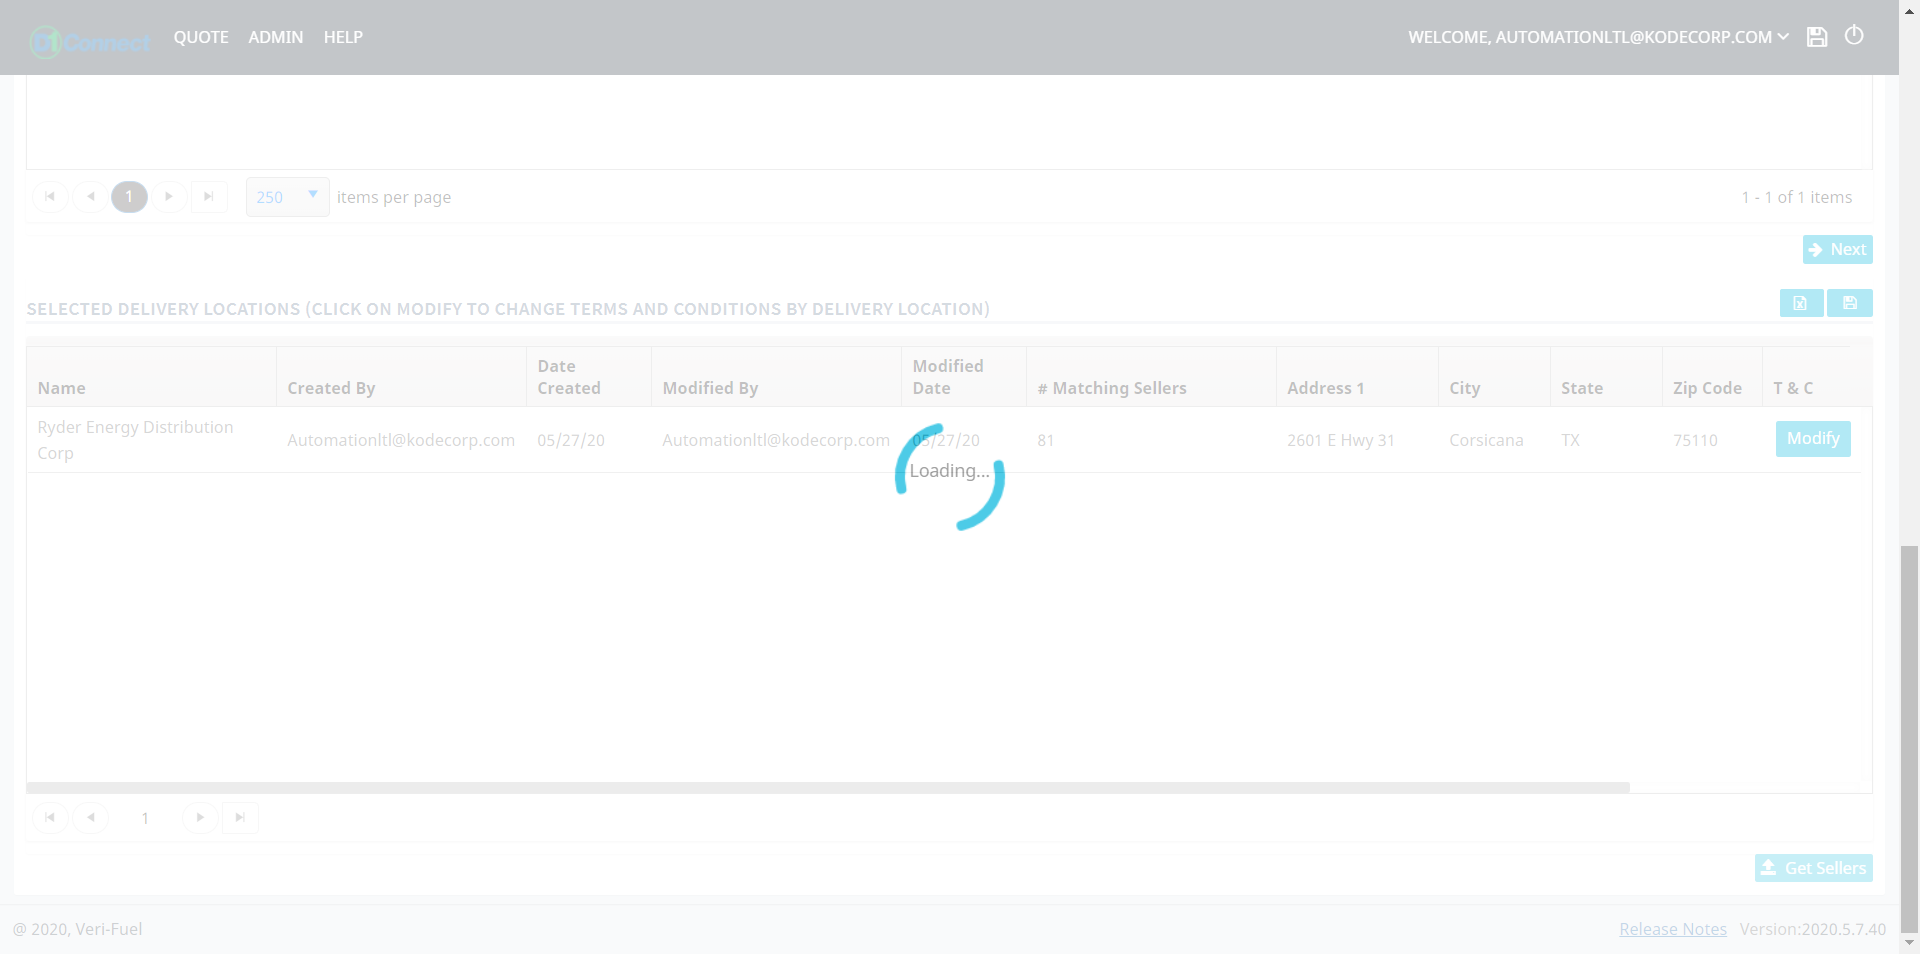 D1Connect QUOTE ADMIN HELP WELCOME, AUTOMATIONLTL@KODECORP.COM
1 250 items per page 1 - 1 of 1 items
Next
SELECTED DELIVERY LOCATIONS (CLICK ON MODIFY TO CHANGE TERMS AND CONDITIONS BY DELIVERY LOCATION)
Name Created By Date Created Modified By Modified Date # Matching Sellers Address 1 City State Zip Code T & C
Ryder Energy Distribution
Corp
Automationltl@kodecorp.com 05/27/20 Automationltl@kodecorp.com 05/27/20 81 2601 E Hwy 31 Corsicana TX 75110 Modify
Loading...
1
Get Sellers
@ 2020, Veri-Fuel Release Notes Version:2020.5.7.40